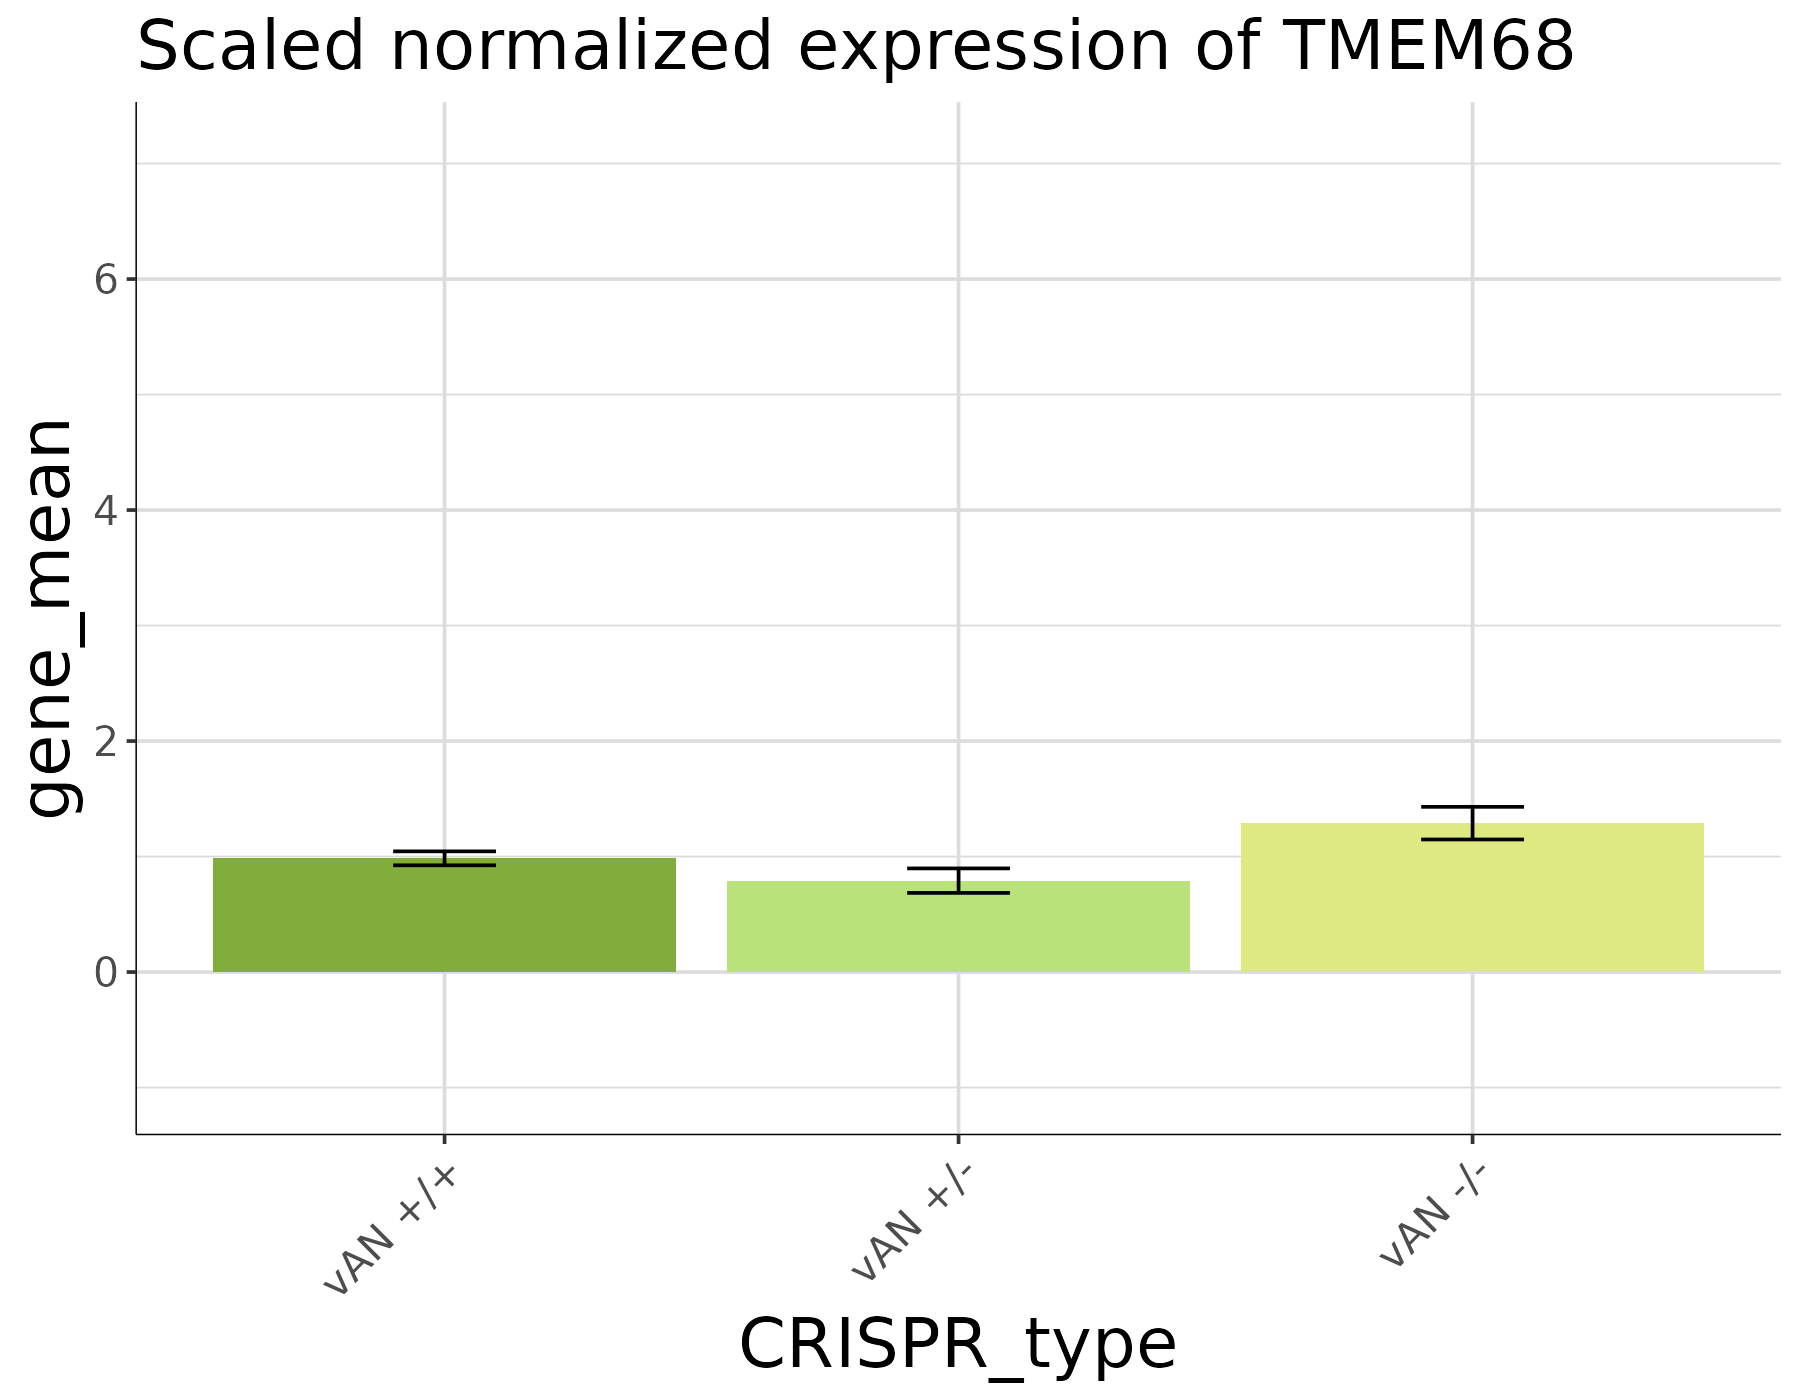 Scaled normalized expression of TMEM68
gene_mean
6
4
2
0
vAN +/+
vAN +/-
vAN -/-
CRISPR_type